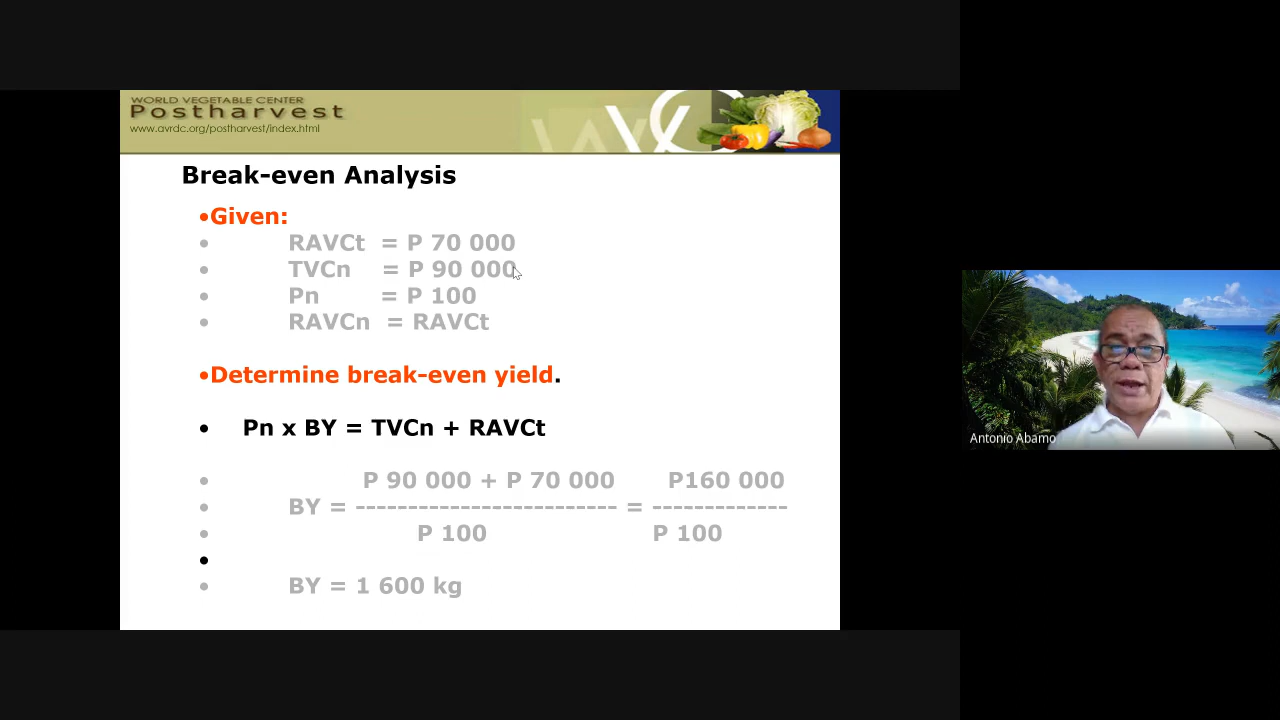 WORLD VEGETABLE CENTER
Postharvest
www.avrdc.org/postharvest/index.html
Break-even Analysis
•Given:
• RAVCt = P 70 000
• TVCn = P 90 000
• Pn = P 100
• RAVCn = RAVCt
•Determine break-even yield.
• Pn x BY = TVCn + RAVCt
• P 90 000 + P 70 000 P160 000
• BY = ------------------------- = -------------
• P 100 P 100
•
• BY = 1 600 kg
Antonio Abamo